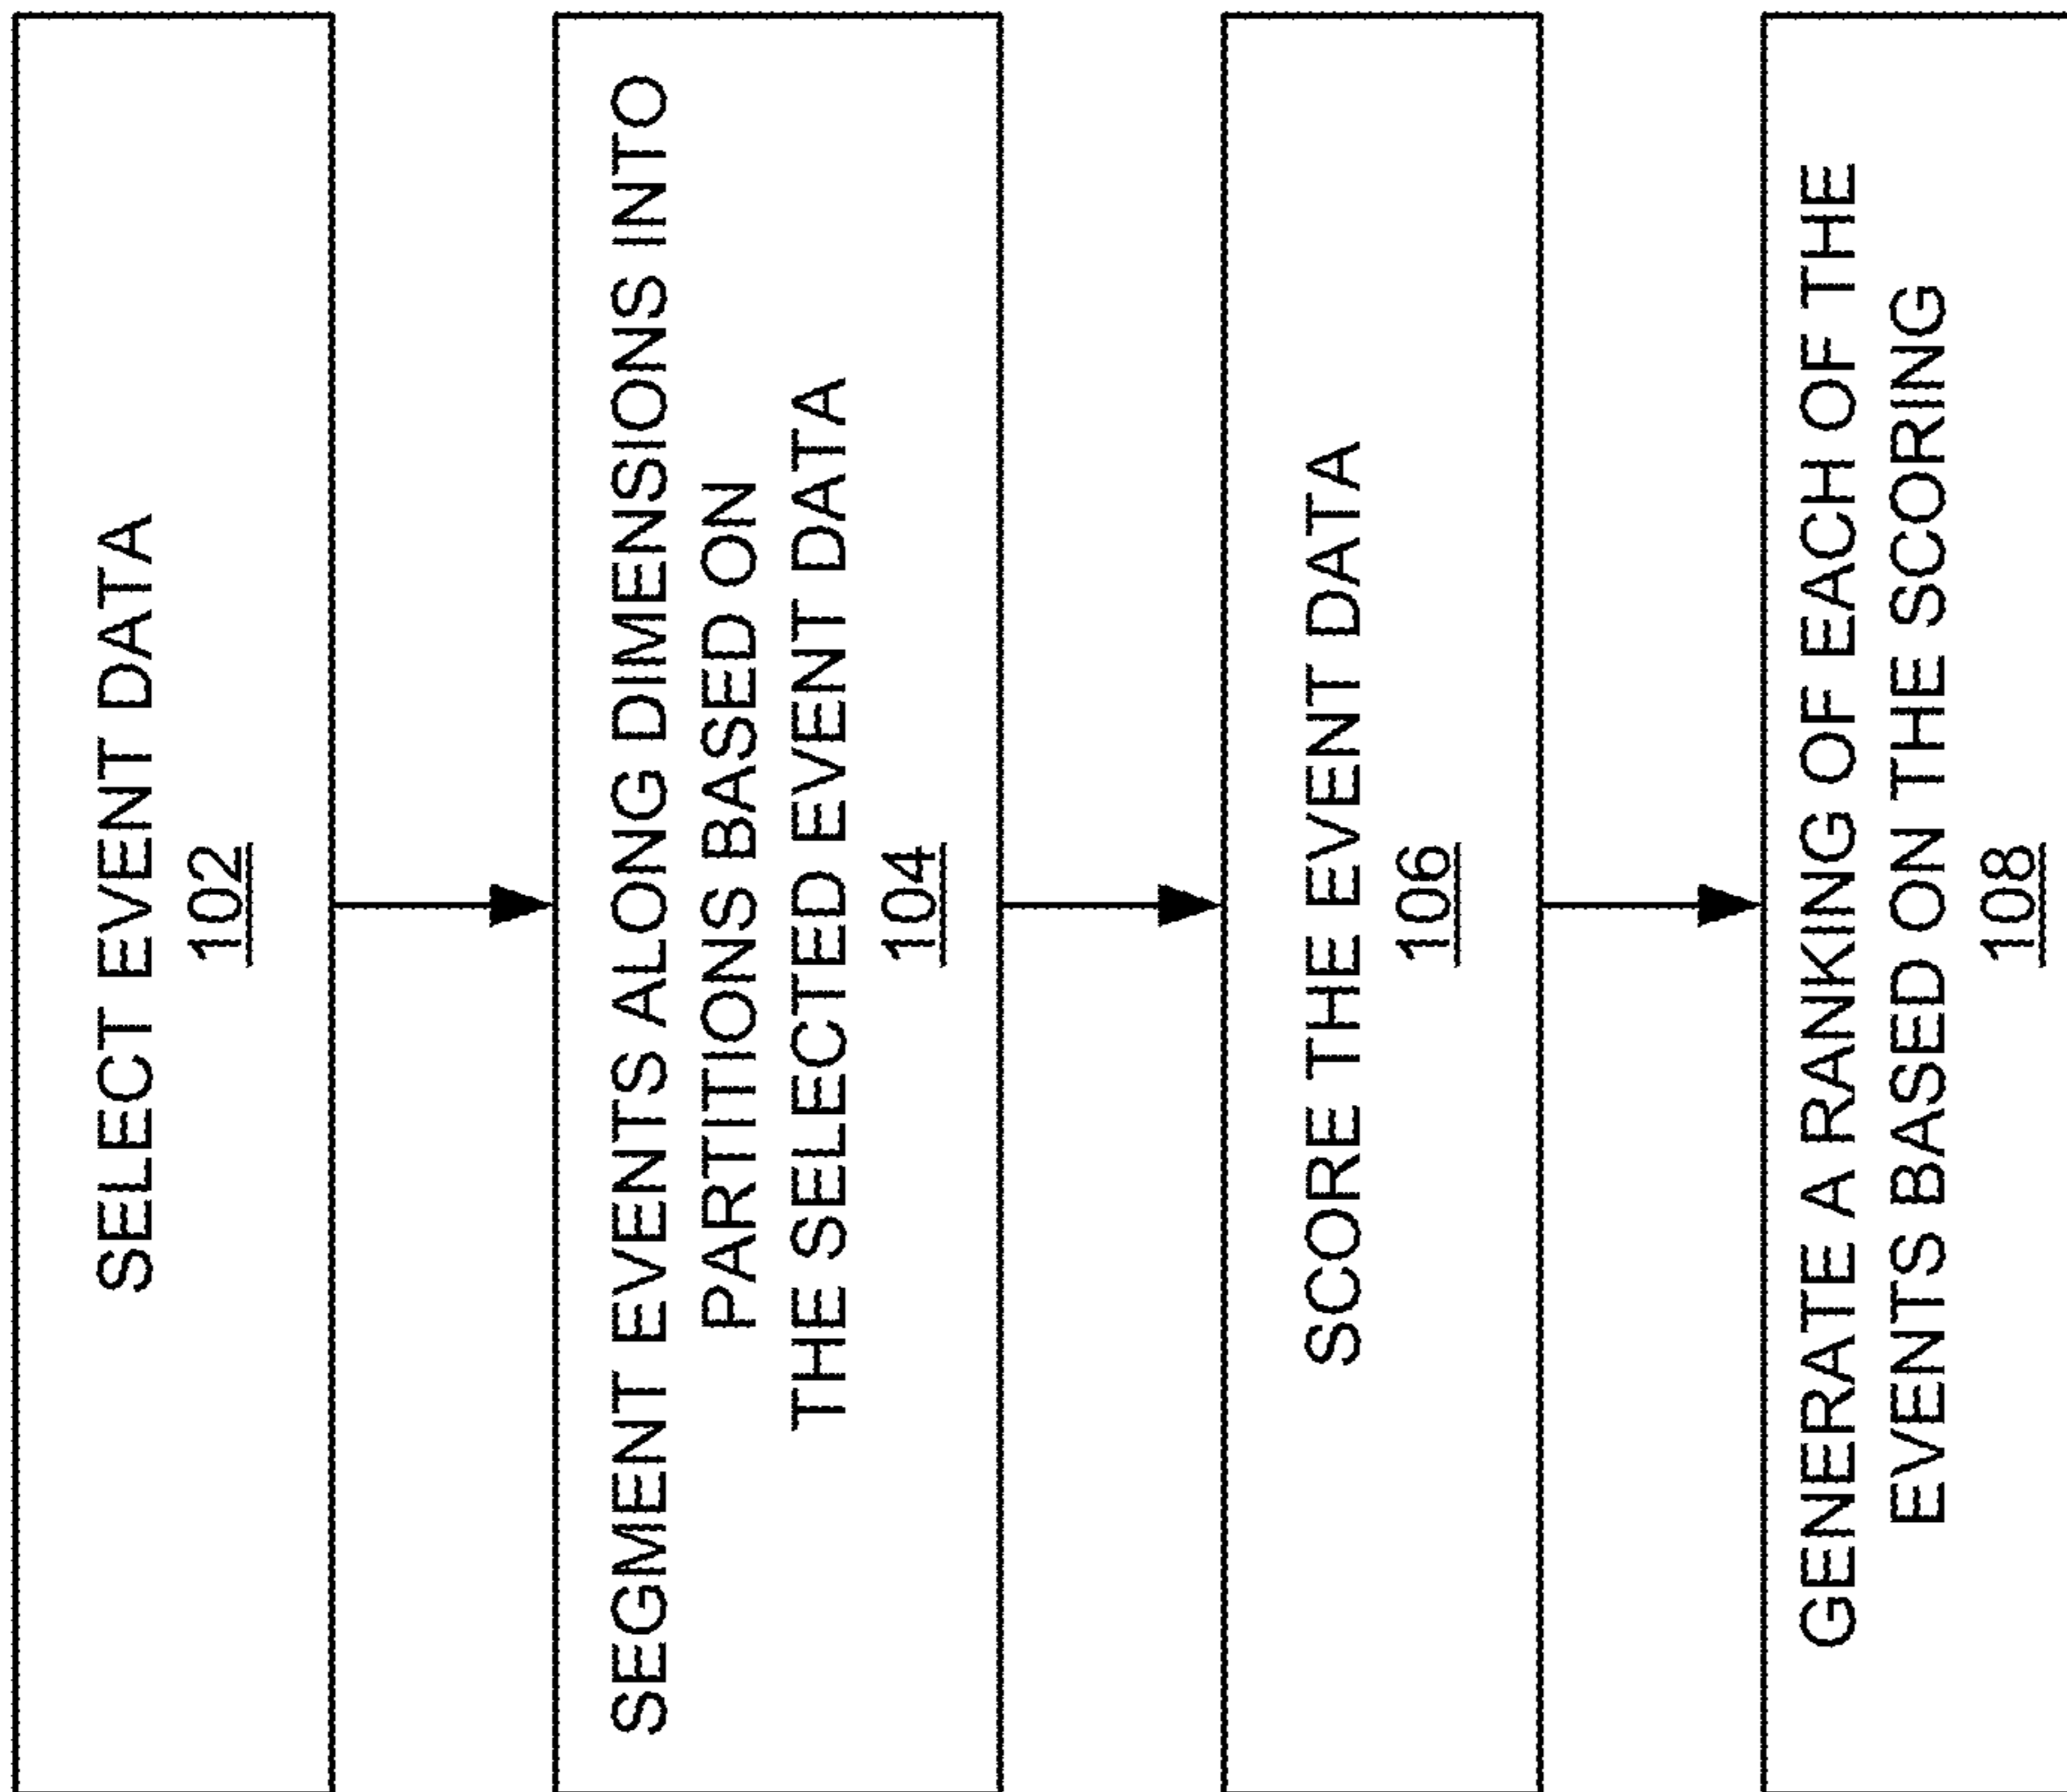 SELECT EVENT DATA
102
SEGMENT EVENTS ALONG DIMENSIONS INTO
PARTITIONS BASED ON
THE SELECTED EVENT DATA
104
SCORE THE EVENT DATA
106
GENERATE A RANKING OF EACH OF THE
EVENTS BASED ON THE SCORING
108